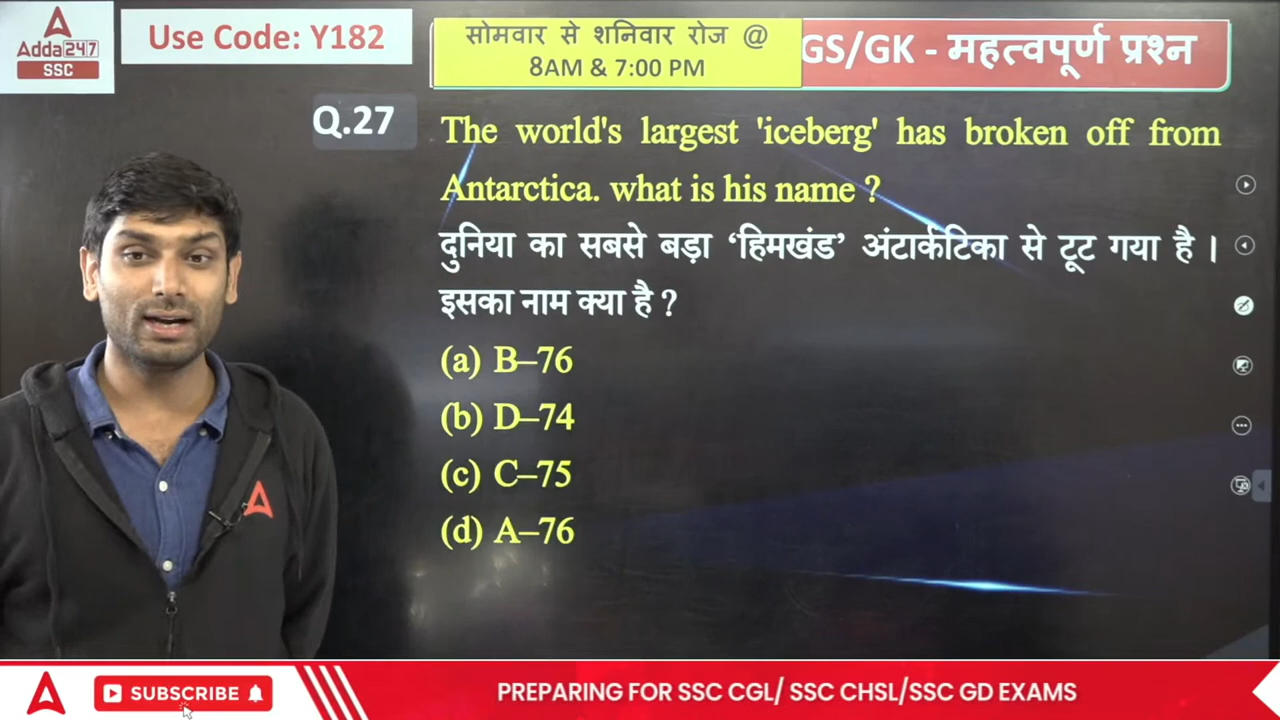 Adda247
SSC
Use Code: Y182
सोमवार से शनिवार रोज @
8AM & 7:00 PM
GS/GK - महत्वपूर्ण प्रश्न
Q.27
The world's largest 'iceberg' has broken off from
Antarctica. what is his name ?
दुनिया का सबसे बड़ा ‘हिमखंड’ अंटार्कटिका से टूट गया है ।
इसका नाम क्या है ?
(a) B–76
(b) D–74
(c) C–75
(d) A–76
SUBSCRIBE
PREPARING FOR SSC CGL/ SSC CHSL/SSC GD EXAMS